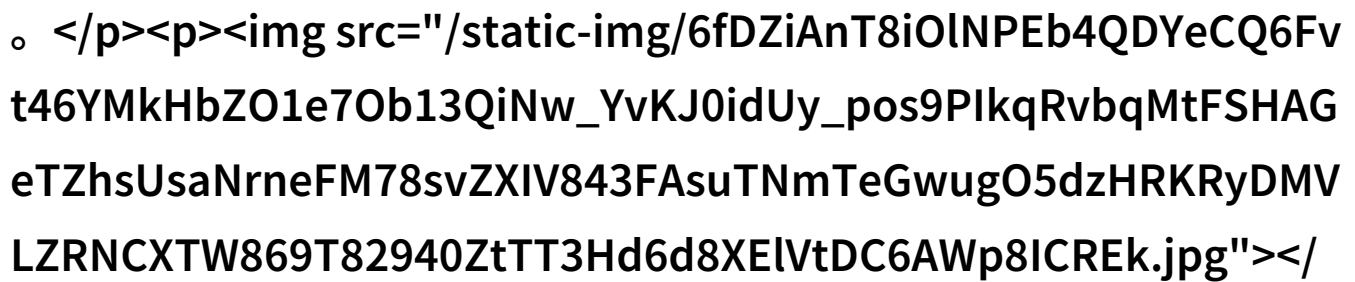 。</p><p><img src="/static-img/6fDZiAnT8iOlNPEb4QDYeCQ6Fv
t46YMkHbZO1e7Ob13QiNw_YvKJ0idUy_pos9PIkqRvbqMtFSHAG
eTZhsUsaNrneFM78svZXIV843FAsuTNmTeGwugO5dzHRKRyDMV
LZRNCXTW869T82940ZtTT3Hd6d8XElVtDC6AWp8ICREk.jpg"></